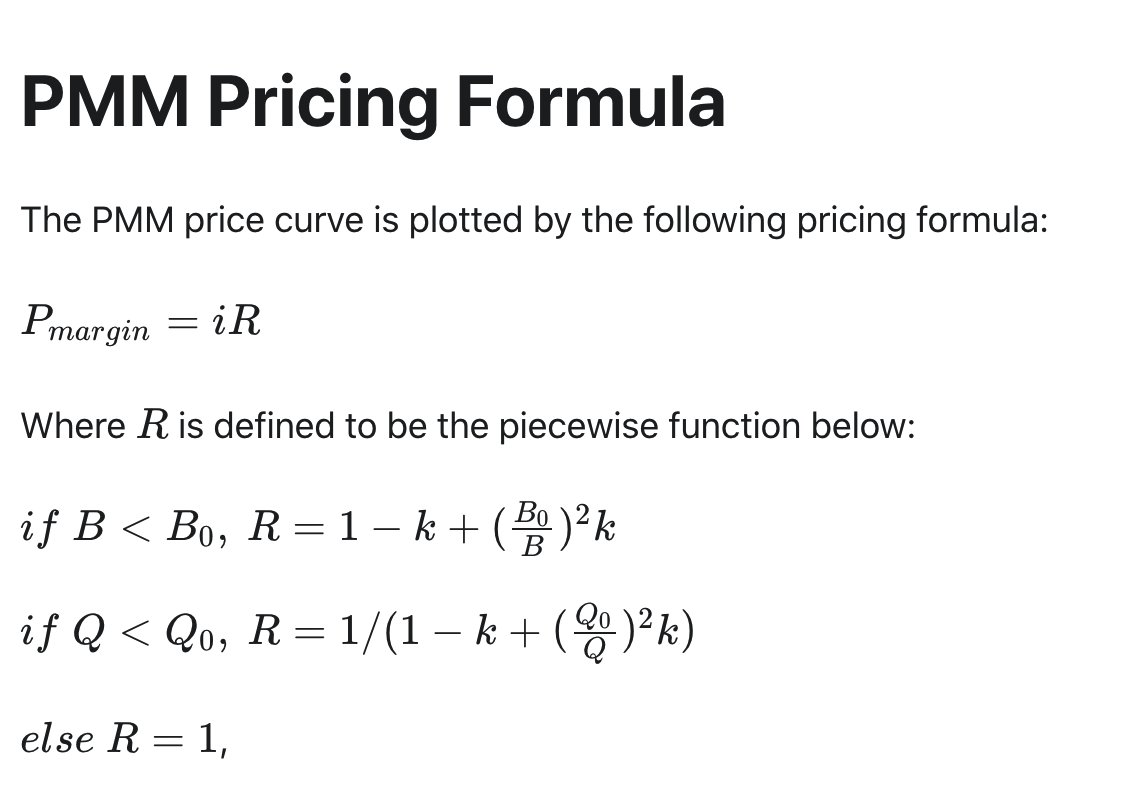 PMM Pricing Formula
The PMM price curve is plotted by the following pricing formula:
$P_{margin} = iR$
Where $R$ is defined to be the piecewise function below:
$if\ B < B_0,\ R = 1 - k + (\frac{B_0}{B})^2k$
$if\ Q < Q_0,\ R = 1/(1 - k + (\frac{Q_0}{Q})^2k)$
$else\ R = 1$,